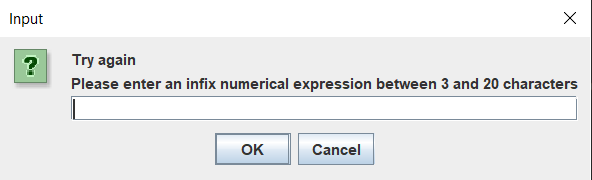 Input
Try again
Please enter an infix numerical expression between 3 and 20 characters
OK Cancel